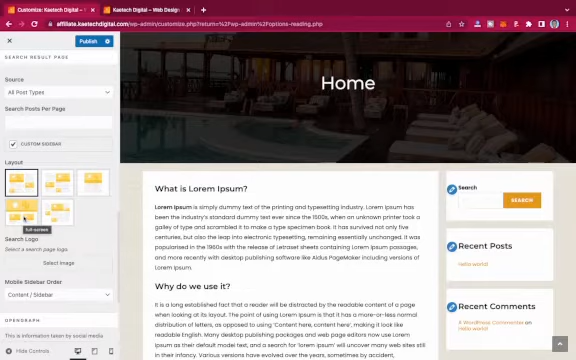 Customize: Kaetech Digital –
Kaetech Digital – Web Design
affiliate.kaetechdigital.com/wp-admin/customize.php?return=%2Fwp-admin%2Foptions-reading.php
Publish
SEARCH RESULT PAGE
Source
All Post Types
Search Posts Per Page
CUSTOM SIDEBAR
Layout
full-screen
Search Logo
Select a search page logo.
Select image
Mobile Sidebar Order
Content / Sidebar
OPENGRAPH
This is information taken by social media
Hide Controls
Home
What is Lorem Ipsum?
Lorem Ipsum is simply dummy text of the printing and typesetting industry. Lorem Ipsum has
been the industry's standard dummy text ever since the 1500s, when an unknown printer took a
galley of type and scrambled it to make a type specimen book. It has survived not only five
centuries, but also the leap into electronic typesetting, remaining essentially unchanged. It was
popularised in the 1960s with the release of Letraset sheets containing Lorem Ipsum passages,
and more recently with desktop publishing software like Aldus PageMaker including versions of
Lorem Ipsum.
Why do we use it?
It is a long established fact that a reader will be distracted by the readable content of a page
when looking at its layout. The point of using Lorem Ipsum is that it has a more-or-less normal
distribution of letters, as opposed to using 'Content here, content here', making it look like
readable English. Many desktop publishing packages and web page editors now use Lorem
Ipsum as their default model text, and a search for 'lorem ipsum' will uncover many web sites still
in their infancy. Various versions have evolved over the years, sometimes by accident,
Search
SEARCH
Recent Posts
Hello world!
Recent Comments
A WordPress Commenter on
Hello world!